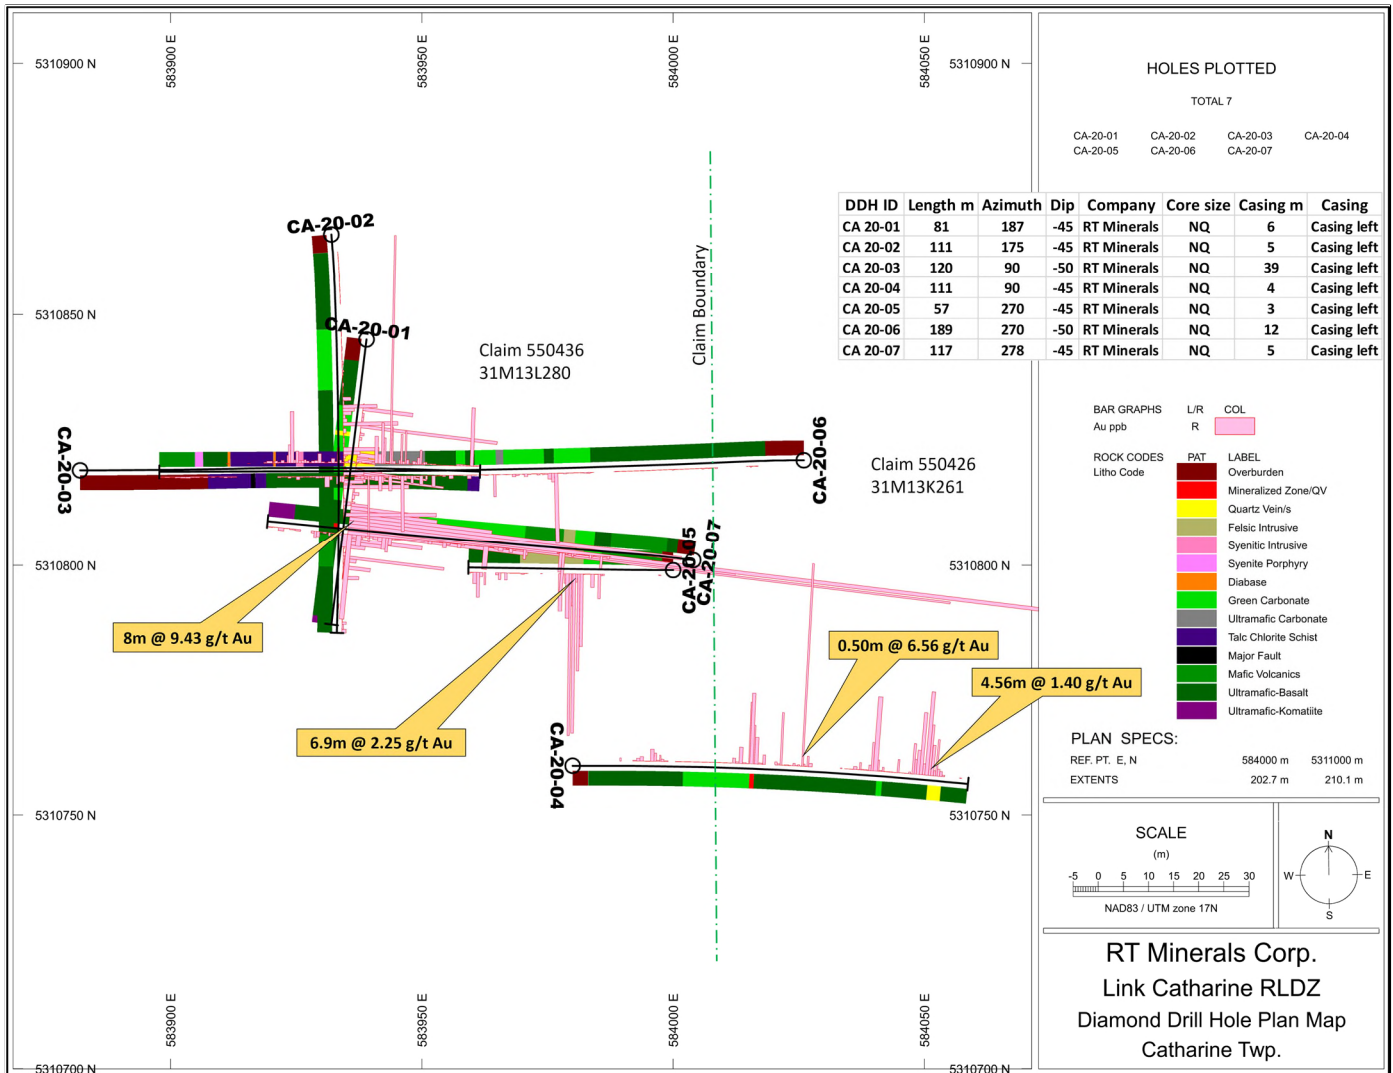 583900 E
583950 E
584000 E
584050 E
5310900 N
5310900 N
HOLES PLOTTED
TOTAL 7
CA-20-01 CA-20-02 CA-20-03 CA-20-04
CA-20-05 CA-20-06 CA-20-07
DDH ID Length m Azimuth Dip Company Core size Casing m Casing
CA 20-01 81 187 -45 RT Minerals NQ 6 Casing left
CA 20-02 111 175 -45 RT Minerals NQ 5 Casing left
CA 20-03 120 90 -50 RT Minerals NQ 39 Casing left
CA 20-04 111 90 -45 RT Minerals NQ 4 Casing left
CA 20-05 57 270 -45 RT Minerals NQ 3 Casing left
CA 20-06 189 270 -50 RT Minerals NQ 12 Casing left
CA 20-07 117 278 -45 RT Minerals NQ 5 Casing left
CA-20-02
5310850 N
CA-20-01
Claim Boundary
Claim 550436
31M13L280
CA-20-03
CA-20-06
Claim 550426
31M13K261
CA-20-05
CA-20-07
5310800 N
5310800 N
8m @ 9.43 g/t Au
0.50m @ 6.56 g/t Au
4.56m @ 1.40 g/t Au
6.9m @ 2.25 g/t Au
CA-20-04
5310750 N
5310750 N
583900 E
583950 E
584000 E
584050 E
5310700 N
5310700 N
BAR GRAPHS L/R COL
Au ppb R
ROCK CODES PAT LABEL
Litho Code
Overburden
Mineralized Zone/QV
Quartz Vein/s
Felsic Intrusive
Syenitic Intrusive
Syenite Porphyry
Diabase
Green Carbonate
Ultramafic Carbonate
Talc Chlorite Schist
Major Fault
Mafic Volcanics
Ultramafic-Basalt
Ultramafic-Komatiite
PLAN SPECS:
REF. PT. E, N 584000 m 5311000 m
EXTENTS 202.7 m 210.1 m
SCALE
(m)
-5 0 5 10 15 20 25 30
NAD83 / UTM zone 17N
N
W E
S
RT Minerals Corp.
Link Catharine RLDZ
Diamond Drill Hole Plan Map
Catharine Twp.